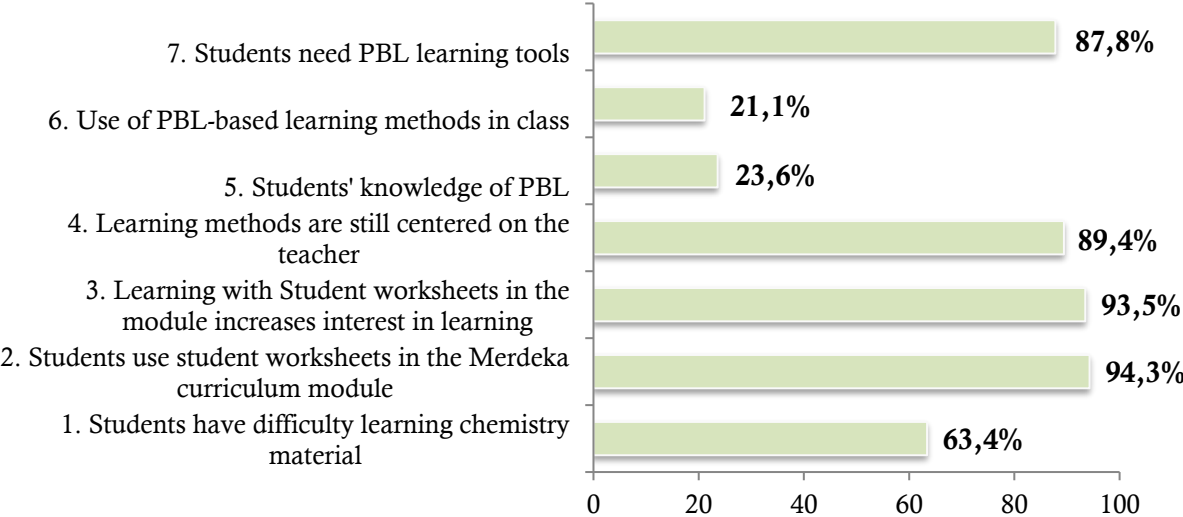 7. Students need PBL learning tools
87,8%
6. Use of PBL-based learning methods in class
21,1%
5. Students' knowledge of PBL
23,6%
4. Learning methods are still centered on the
teacher
89,4%
3. Learning with Student worksheets in the
module increases interest in learning
93,5%
2. Students use student worksheets in the Merdeka
curriculum module
94,3%
1. Students have difficulty learning chemistry
material
63,4%
0 20 40 60 80 100